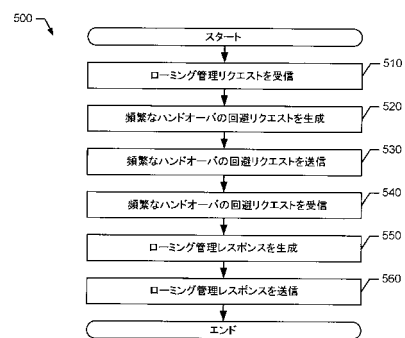 500
スタート
ローミング管理リクエストを受信
510
頻繁なハンドオーバの回避リクエストを生成
520
頻繁なハンドオーバの回避リクエストを送信
530
頻繁なハンドオーバの回避リクエストを受信
540
ローミング管理レスポンスを生成
550
ローミング管理レスポンスを送信
560
エンド